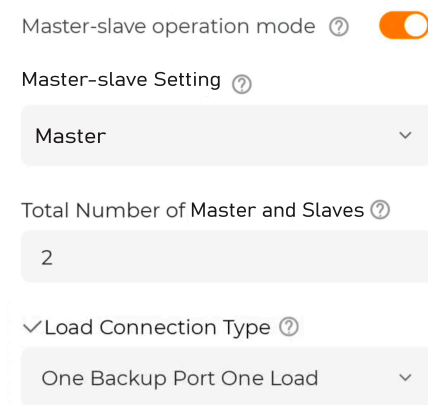 Master-slave operation mode
Master-slave Setting
Master
Total Number of Master and Slaves
2
Load Connection Type
One Backup Port One Load